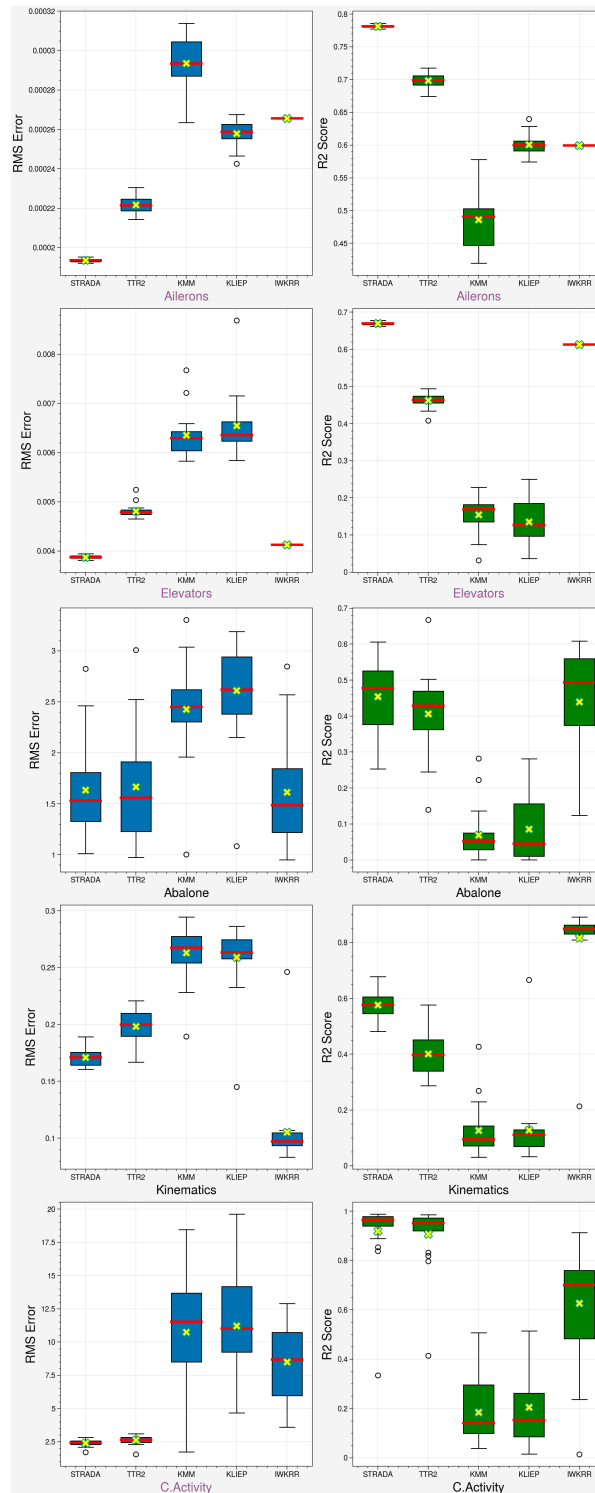 0.00032
0.0003
0.00028
0.00026
0.00024
0.00022
0.0002
RMS Error
STRADA TTR2 KMM KLIEP IWKRR
Ailerons
0.8
0.75
0.7
0.65
0.6
0.55
0.5
0.45
R2 Score
STRADA TTR2 KMM KLIEP IWKRR
Ailerons
0.008
0.007
0.006
0.005
0.004
RMS Error
STRADA TTR2 KMM KLIEP IWKRR
Elevators
0.7
0.6
0.5
0.4
0.3
0.2
0.1
0
R2 Score
STRADA TTR2 KMM KLIEP IWKRR
Elevators
3
2.5
2
1.5
1
RMS Error
STRADA TTR2 KMM KLIEP IWKRR
Abalone
0.7
0.6
0.5
0.4
0.3
0.2
0.1
0
R2 Score
STRADA TTR2 KMM KLIEP IWKRR
Abalone
0.3
0.25
0.2
0.15
0.1
RMS Error
STRADA TTR2 KMM KLIEP IWKRR
Kinematics
0.8
0.6
0.4
0.2
0
R2 Score
STRADA TTR2 KMM KLIEP IWKRR
Kinematics
20
17.5
15
12.5
10
7.5
5
2.5
RMS Error
STRADA TTR2 KMM KLIEP IWKRR
C.Activity
1
0.8
0.6
0.4
0.2
0
R2 Score
STRADA TTR2 KMM KLIEP IWKRR
C.Activity